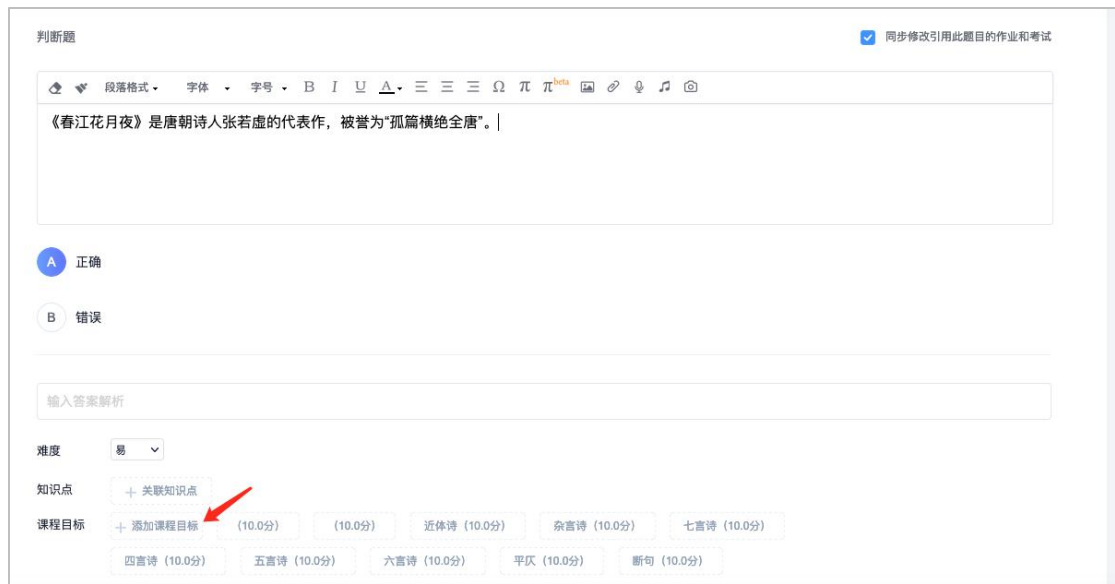 判断题 同步修改引用此题目的作业和考试
段落格式 字体 字号 B I U A Ω π π beta
《春江花月夜》是唐朝诗人张若虚的代表作，被誉为“孤篇横绝全唐”。
A 正确
B 错误
输入答案解析
难度 易
知识点 + 关联知识点
课程目标 + 添加课程目标 (10.0分) (10.0分) 近体诗 (10.0分) 杂言诗 (10.0分) 七言诗 (10.0分)
四言诗 (10.0分) 五言诗 (10.0分) 六言诗 (10.0分) 平仄 (10.0分) 断句 (10.0分)